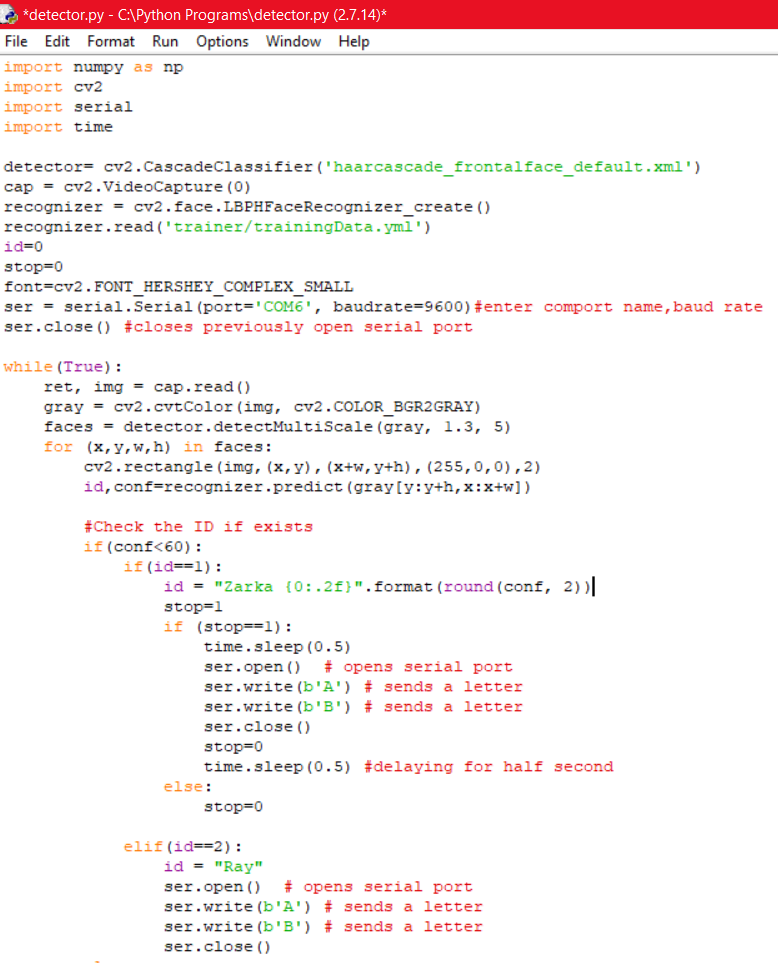 *detector.py - C:\Python Programs\detector.py (2.7.14)*
File Edit Format Run Options Window Help
import numpy as np
import cv2
import serial
import time

detector= cv2.CascadeClassifier('haarcascade_frontalface_default.xml')
cap = cv2.VideoCapture(0)
recognizer = cv2.face.LBPHFaceRecognizer_create()
recognizer.read('trainer/trainingData.yml')
id=0
stop=0
font=cv2.FONT_HERSHEY_COMPLEX_SMALL
ser = serial.Serial(port='COM6', baudrate=9600)#enter comport name,baud rate
ser.close() #closes previously open serial port

while(True):
    ret, img = cap.read()
    gray = cv2.cvtColor(img, cv2.COLOR_BGR2GRAY)
    faces = detector.detectMultiScale(gray, 1.3, 5)
    for (x,y,w,h) in faces:
        cv2.rectangle(img,(x,y),(x+w,y+h),(255,0,0),2)
        id,conf=recognizer.predict(gray[y:y+h,x:x+w])

        #Check the ID if exists
        if(conf<60):
            if(id==1):
                id = "Zarka {0:.2f}".format(round(conf, 2))
                stop=1
                if (stop==1):
                    time.sleep(0.5)
                    ser.open()  # opens serial port
                    ser.write(b'A') # sends a letter
                    ser.write(b'B') # sends a letter
                    ser.close()
                    stop=0
                    time.sleep(0.5) #delaying for half second
                else:
                    stop=0

            elif(id==2):
                id = "Ray"
                ser.open()  # opens serial port
                ser.write(b'A') # sends a letter
                ser.write(b'B') # sends a letter
                ser.close()